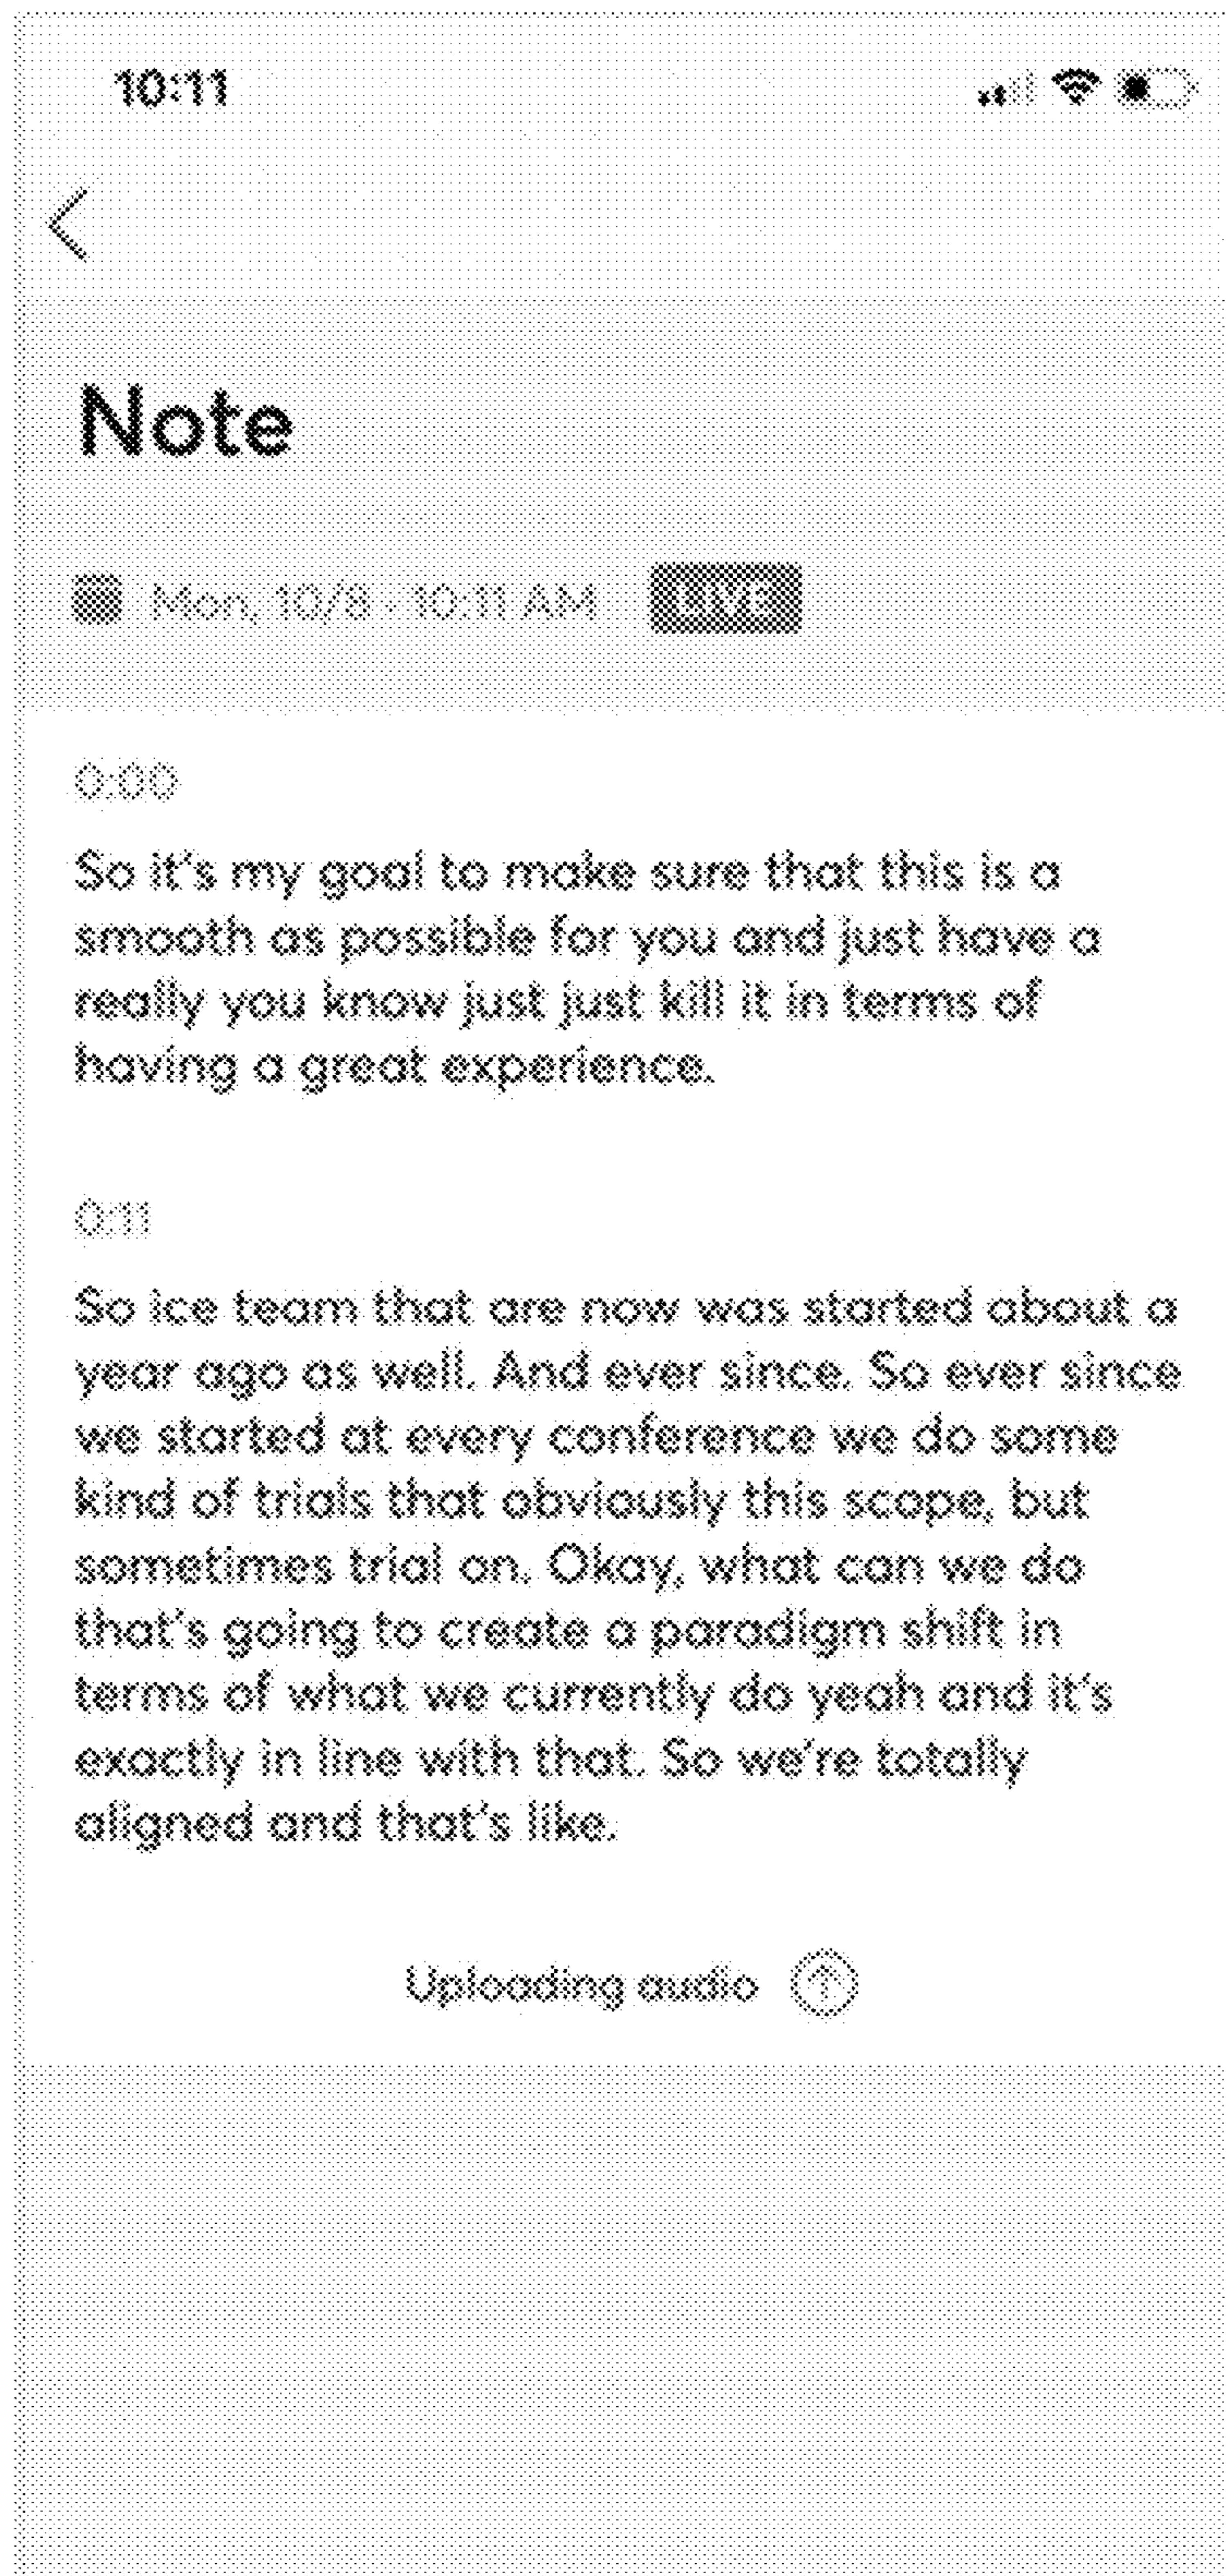 10:11
Note
Mon, 10/8 · 10:11 AM LIVE
0:00
So it's my goal to make sure that this is a
smooth as possible for you and just have a
really you know just just kill it in terms of
having a great experience.
0:11
So ice team that are now was started about a
year ago as well. And ever since. So ever since
we started at every conference we do some
kind of trials that obviously this scope, but
sometimes trial on. Okay, what can we do
that's going to create a paradigm shift in
terms of what we currently do yeah and it's
exactly in line with that. So we're totally
aligned and that's like.
Uploading audio